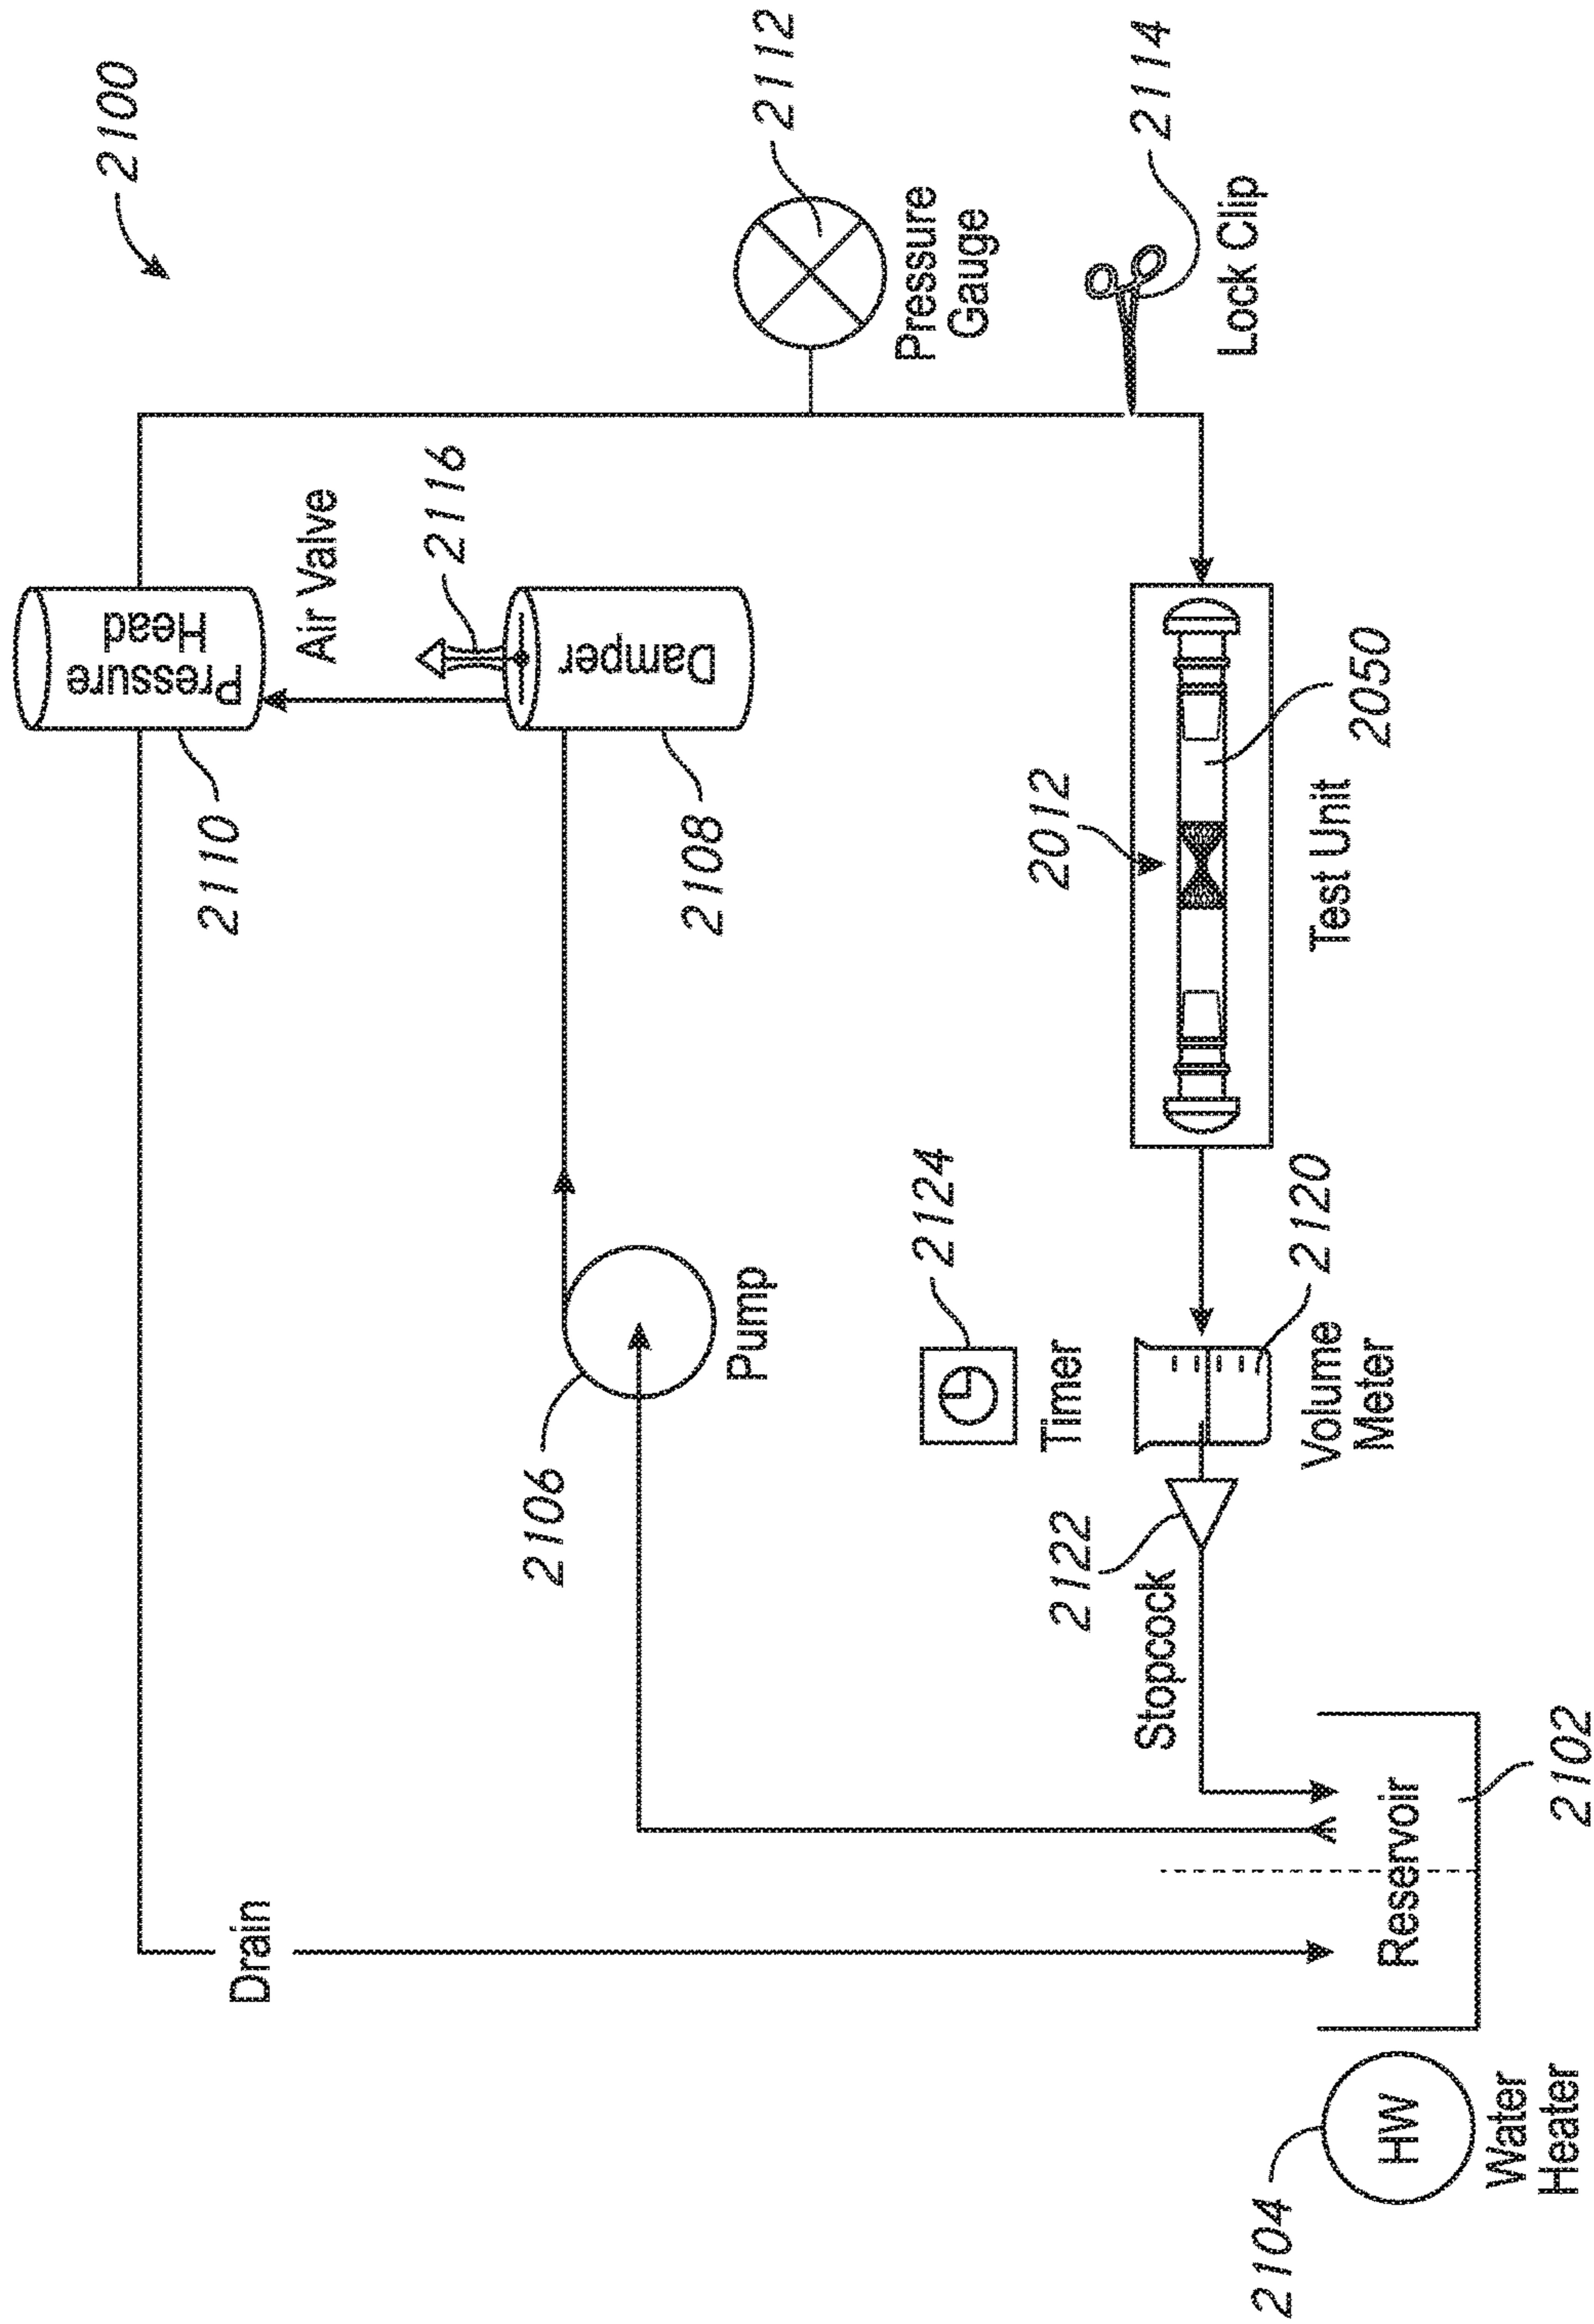 2100
Pressure
Head
2110
Air Valve
2116
Damper
2108
2112
Pressure
Gauge
2114
Lock Clip
Drain
Pump
2106
2012
2050
Test Unit
2124
Timer
2120
Volume
Meter
2122
Stopcock
Reservoir
2102
HW
2104
Water
Heater